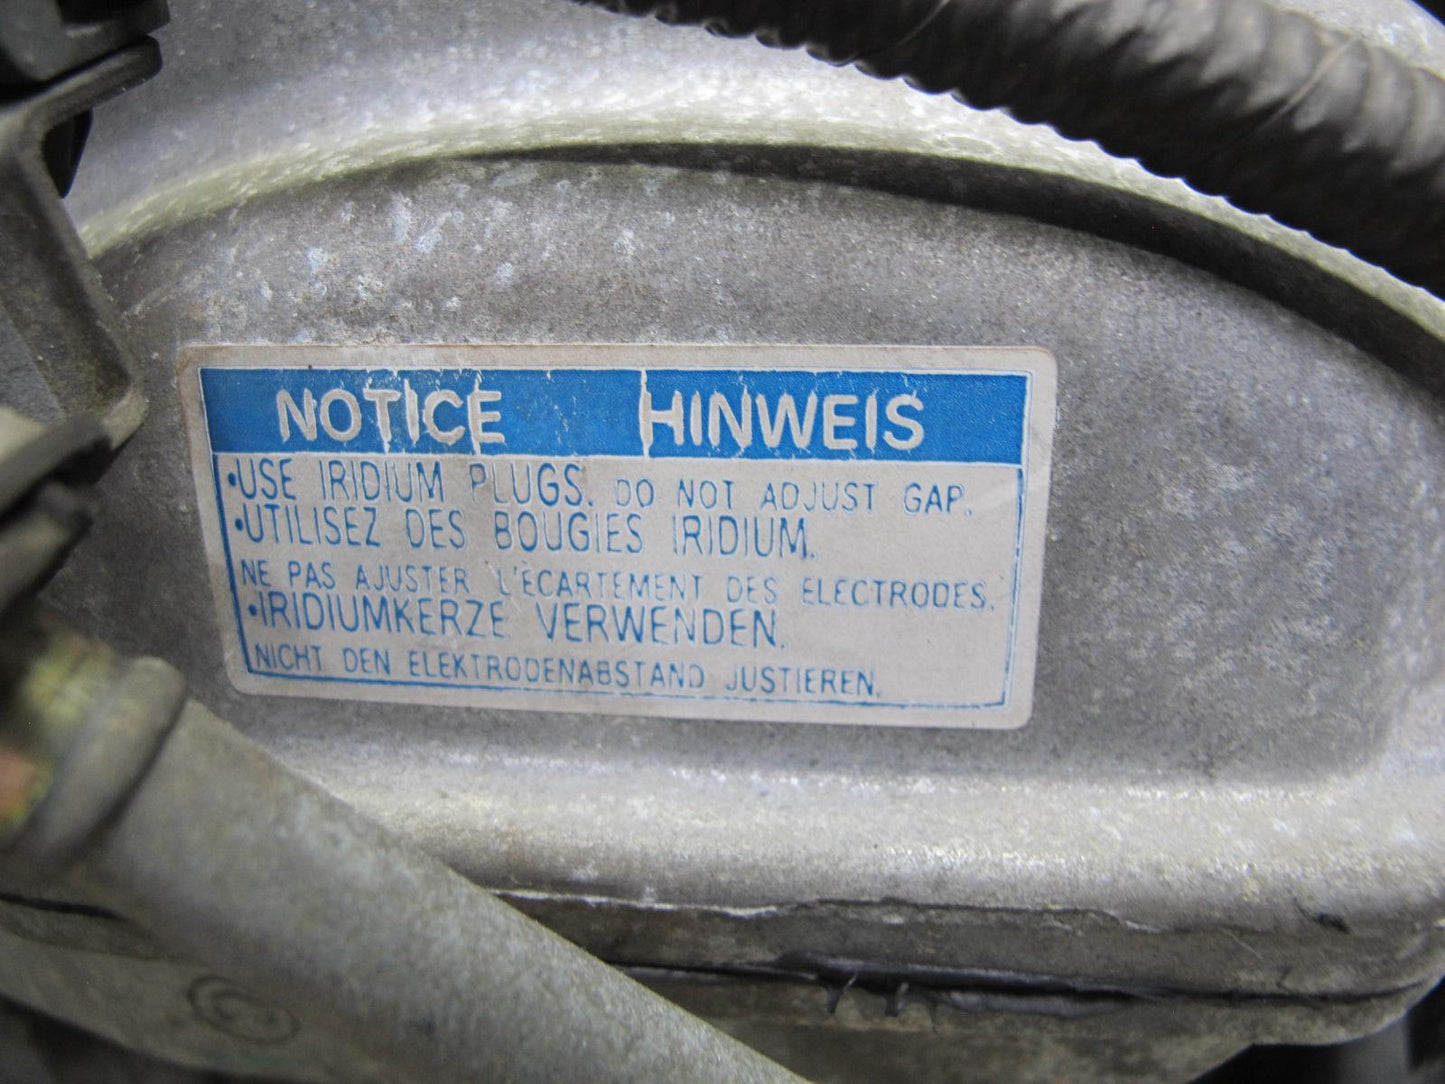 NOTICE HINWEIS
•USE IRIDIUM PLUGS. DO NOT ADJUST GAP.
•UTILISEZ DES BOUGIES IRIDIUM.
NE PAS AJUSTER L'ÉCARTEMENT DES ELECTRODES.
•IRIDIUMKERZE VERWENDEN.
NICHT DEN ELEKTRODENABSTAND JUSTIEREN.